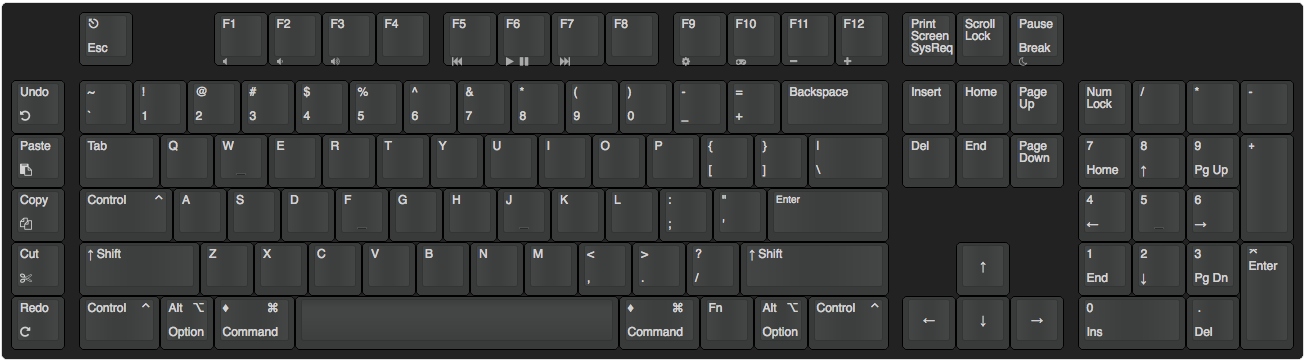 Esc F1 F2 F3 F4 F5 F6 F7 F8 F9 F10 F11 F12 Print Screen SysReq Scroll Lock Pause Break
− +
Undo ~ ` ! 1 @ 2 # 3 $ 4 % 5 ^ 6 & 7 * 8 ( 9 ) 0 - _ = + Backspace Insert Home Page Up Num Lock / * -
Paste Tab Q W _ E R T Y U I O P { [ } ] | \ Del End Page Down 7 Home 8 ↑ 9 Pg Up +
Copy Control ^ A S D F _ G H J _ K L : ; " ' Enter 4 ← 5 _ 6 →
Cut ↑ Shift Z X C V B N M < , > . ? / ↑ Shift ↑ 1 End 2 ↓ 3 Pg Dn ⌤ Enter
Redo Control ^ Alt ⌥ Option ♦ ⌘ Command ♦ ⌘ Command Fn Alt ⌥ Option Control ^ ← ↓ → 0 Ins . Del